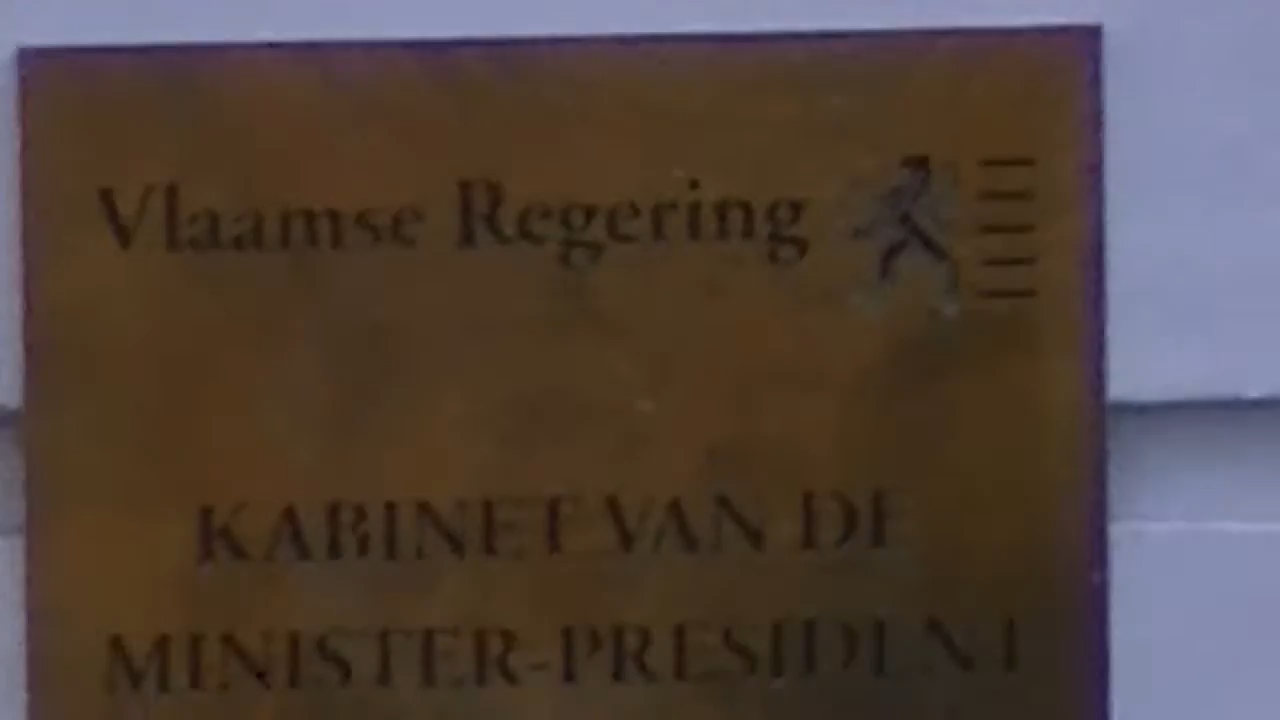 Vlaamse Regering
KABINET VAN DE
MINISTER-PRESIDENT